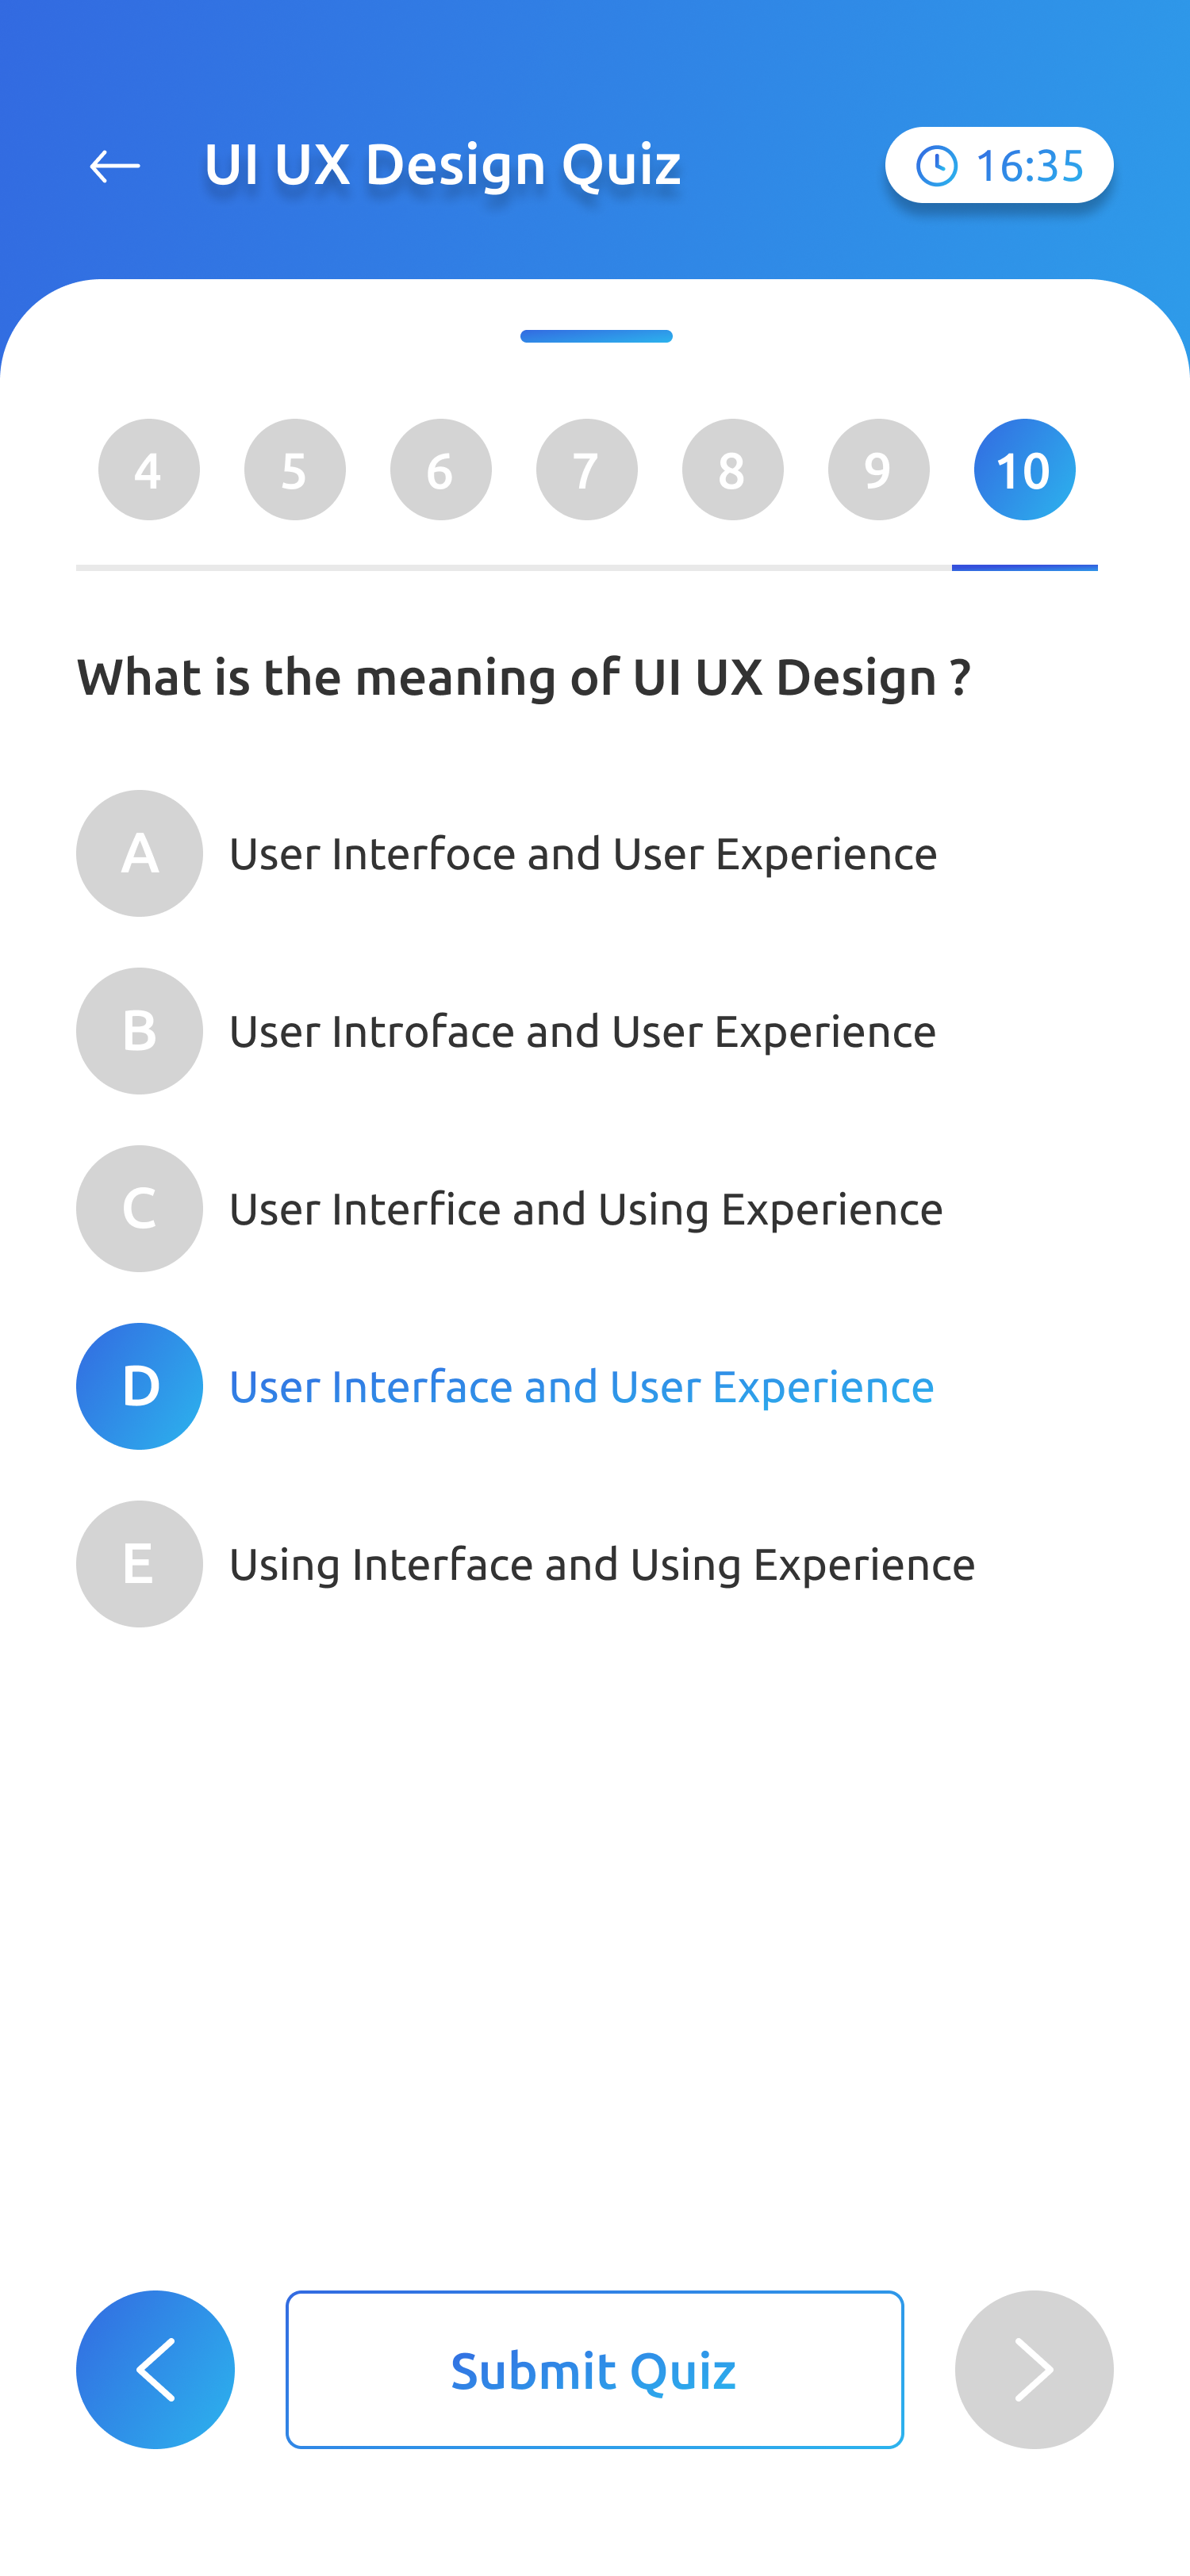 UI UX Design Quiz
16:35
4 5 6 7 8 9 10
What is the meaning of UI UX Design ?
A User Interfoce and User Experience
B User Introface and User Experience
C User Interfice and Using Experience
D User Interface and User Experience
E Using Interface and Using Experience
Submit Quiz